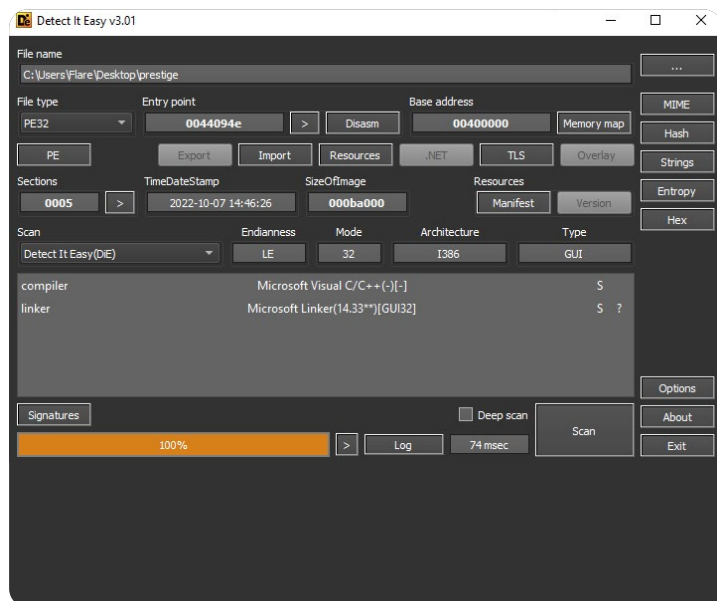 Detect It Easy v3.01
File name
C:\Users\Flare\Desktop\prestige
...
File type Entry point Base address
PE32 0044094e > Disasm 00400000 Memory map MIME
Hash
PE Export Import Resources .NET TLS Overlay Strings
Sections TimeDateStamp SizeOfImage Resources
0005 > 2022-10-07 14:46:26 000ba000 Manifest Version Entropy
Hex
Scan Endianness Mode Architecture Type
Detect It Easy(DiE) LE 32 I386 GUI
compiler Microsoft Visual C/C++(-)[-] S
linker Microsoft Linker(14.33**)[GUI32] S ?
Options
Signatures Deep scan Scan About
100% > Log 74 msec Exit